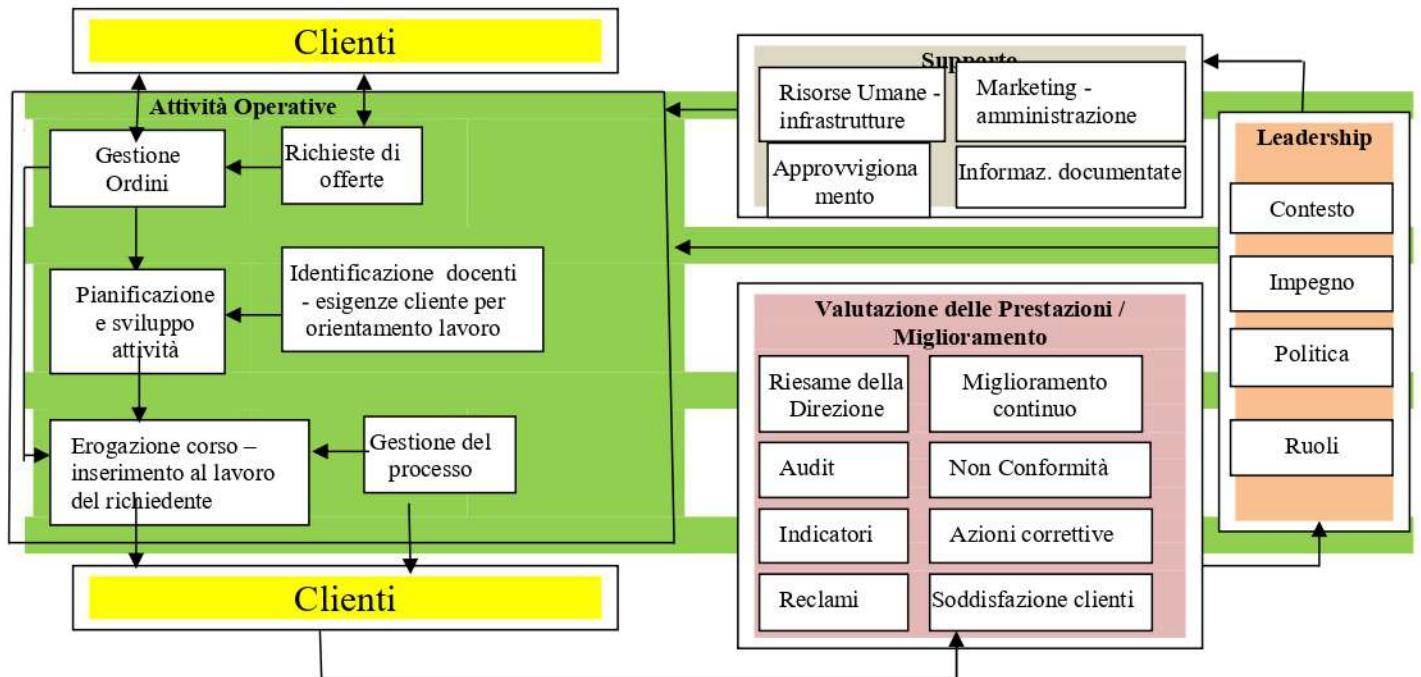 Clienti
Attività Operative
Gestione
Ordini
Richieste di
offerte
Pianificazione
e sviluppo
attività
Identificazione docenti
- esigenze cliente per
orientamento lavoro
Erogazione corso –
inserimento al lavoro
del richiedente
Gestione del
processo
Clienti
Supporto
Risorse Umane -
infrastrutture
Marketing -
amministrazione
Approvvigiona
mento
Informaz. documentate
Leadership
Contesto
Impegno
Politica
Ruoli
Valutazione delle Prestazioni /
Miglioramento
Riesame della
Direzione
Miglioramento
continuo
Audit
Non Conformità
Indicatori
Azioni correttive
Reclami
Soddisfazione clienti